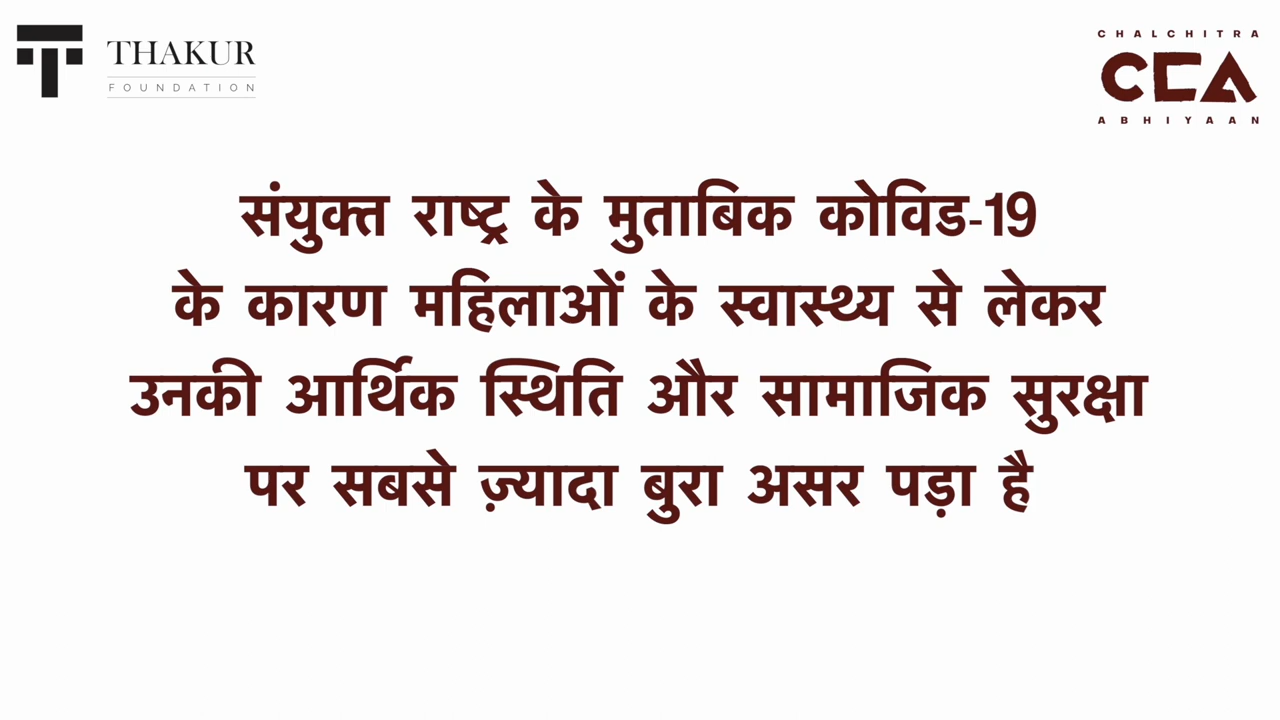 THAKUR
FOUNDATION
CHALCHITRA
CCA
ABHIYAAN
संयुक्त राष्ट्र के मुताबिक कोविड-19
के कारण महिलाओं के स्वास्थ्य से लेकर
उनकी आर्थिक स्थिति और सामाजिक सुरक्षा
पर सबसे ज़्यादा बुरा असर पड़ा है